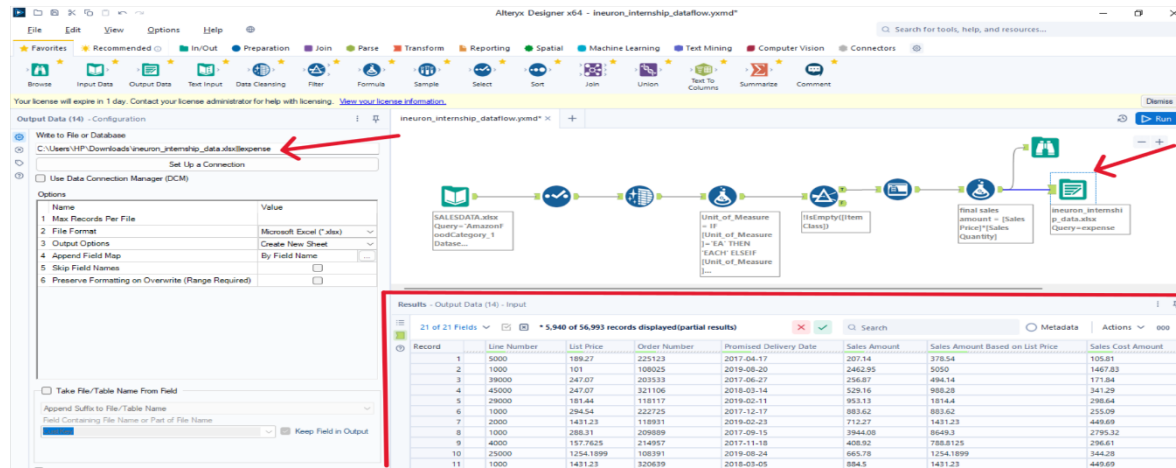 Alteryx Designer x64 - ineuron_internship_dataflow.yxmd*
File Edit View Options Help
Search for tools, help, and resources...
Favorites Recommended In/Out Preparation Join Parse Transform Reporting Spatial Machine Learning Text Mining Computer Vision Connectors
Browse Input Data Output Data Text Input Data Cleansing Filter Formula Sample Select Sort Join Union Text To Columns Summarize Comment
Your license will expire in 1 day. Contact your license administrator for help with licensing. View your license information. Dismiss
Output Data (14) - Configuration
ineuron_internship_dataflow.yxmd*
Run
Write to File or Database
C:\Users\HP\Downloads\ineuron_internship_data.xlsx|||expense
Set Up a Connection
Use Data Connection Manager (DCM)
Options
Name Value
1 Max Records Per File
2 File Format Microsoft Excel (*.xlsx)
3 Output Options Create New Sheet
4 Append Field Map By Field Name ...
5 Skip Field Names
6 Preserve Formatting on Overwrite (Range Required)
Take File/Table Name From Field
Append Suffix to File/Table Name
Field Containing File Name or Part of File Name
Keep Field in Output
SALESDATA.xlsx
Query=`AmazonF
oodCategory_1
Datase...
Unit_of_Measure
= IF
[Unit_of_Measure
]='EA' THEN
'EACH' ELSEIF
[Unit_of_Measure
]...
T
F
!IsEmpty([Item
Class])
final sales
amount = [Sales
Price]*[Sales
Quantity]
ineuron_internshi
p_data.xlsx
Query=expense
Results - Output Data (14) - Input
21 of 21 Fields * 5,940 of 56,993 records displayed(partial results) Search Metadata Actions 000
Record Line Number List Price Order Number Promised Delivery Date Sales Amount Sales Amount Based on List Price Sales Cost Amount
1 5000 189.27 225123 2017-04-17 207.14 378.54 105.81
2 1000 101 108025 2019-08-20 2462.95 5050 1467.83
3 39000 247.07 203533 2017-06-27 256.87 494.14 171.84
4 45000 247.07 321106 2018-03-14 529.16 988.28 341.29
5 29000 181.44 118117 2019-02-11 953.13 1814.4 298.64
6 1000 294.54 222725 2017-12-17 883.62 883.62 255.09
7 2000 1431.23 118931 2019-02-23 712.27 1431.23 449.69
8 1000 288.31 209889 2017-09-15 3944.08 8649.3 2795.32
9 4000 157.7625 214957 2017-11-18 408.92 788.8125 296.61
10 25000 1254.1899 108391 2019-08-24 665.78 1254.1899 344.28
11 1000 1431.23 320639 2018-03-05 884.5 1431.23 449.69